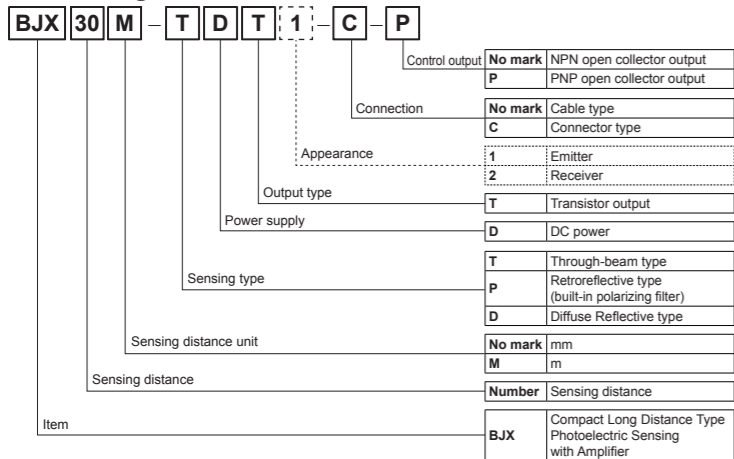 BJX 30 M – T D T 1 – C – P
Control output
No mark NPN open collector output
P PNP open collector output
Connection
No mark Cable type
C Connector type
Appearance
1 Emitter
2 Receiver
Output type
T Transistor output
Power supply
D DC power
Sensing type
T Through-beam type
P Retroreflective type
(built-in polarizing filter)
D Diffuse Reflective type
Sensing distance unit
No mark mm
M m
Sensing distance
Number Sensing distance
Item
BJX Compact Long Distance Type
Photoelectric Sensing
with Amplifier